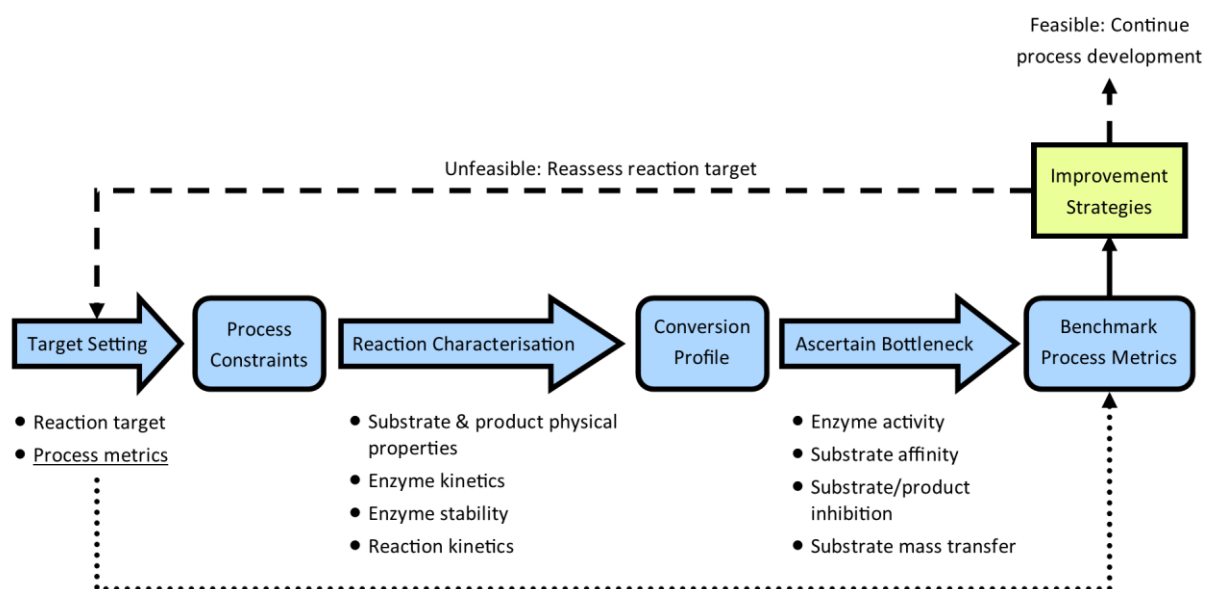 Feasible: Continue
process development
Unfeasible: Reassess reaction target
Improvement
Strategies
Target Setting
Process
Constraints
Reaction Characterisation
Conversion
Profile
Ascertain Bottleneck
Benchmark
Process Metrics
• Reaction target
• Process metrics
• Substrate & product physical
properties
• Enzyme kinetics
• Enzyme stability
• Reaction kinetics
• Enzyme activity
• Substrate affinity
• Substrate/product
inhibition
• Substrate mass transfer